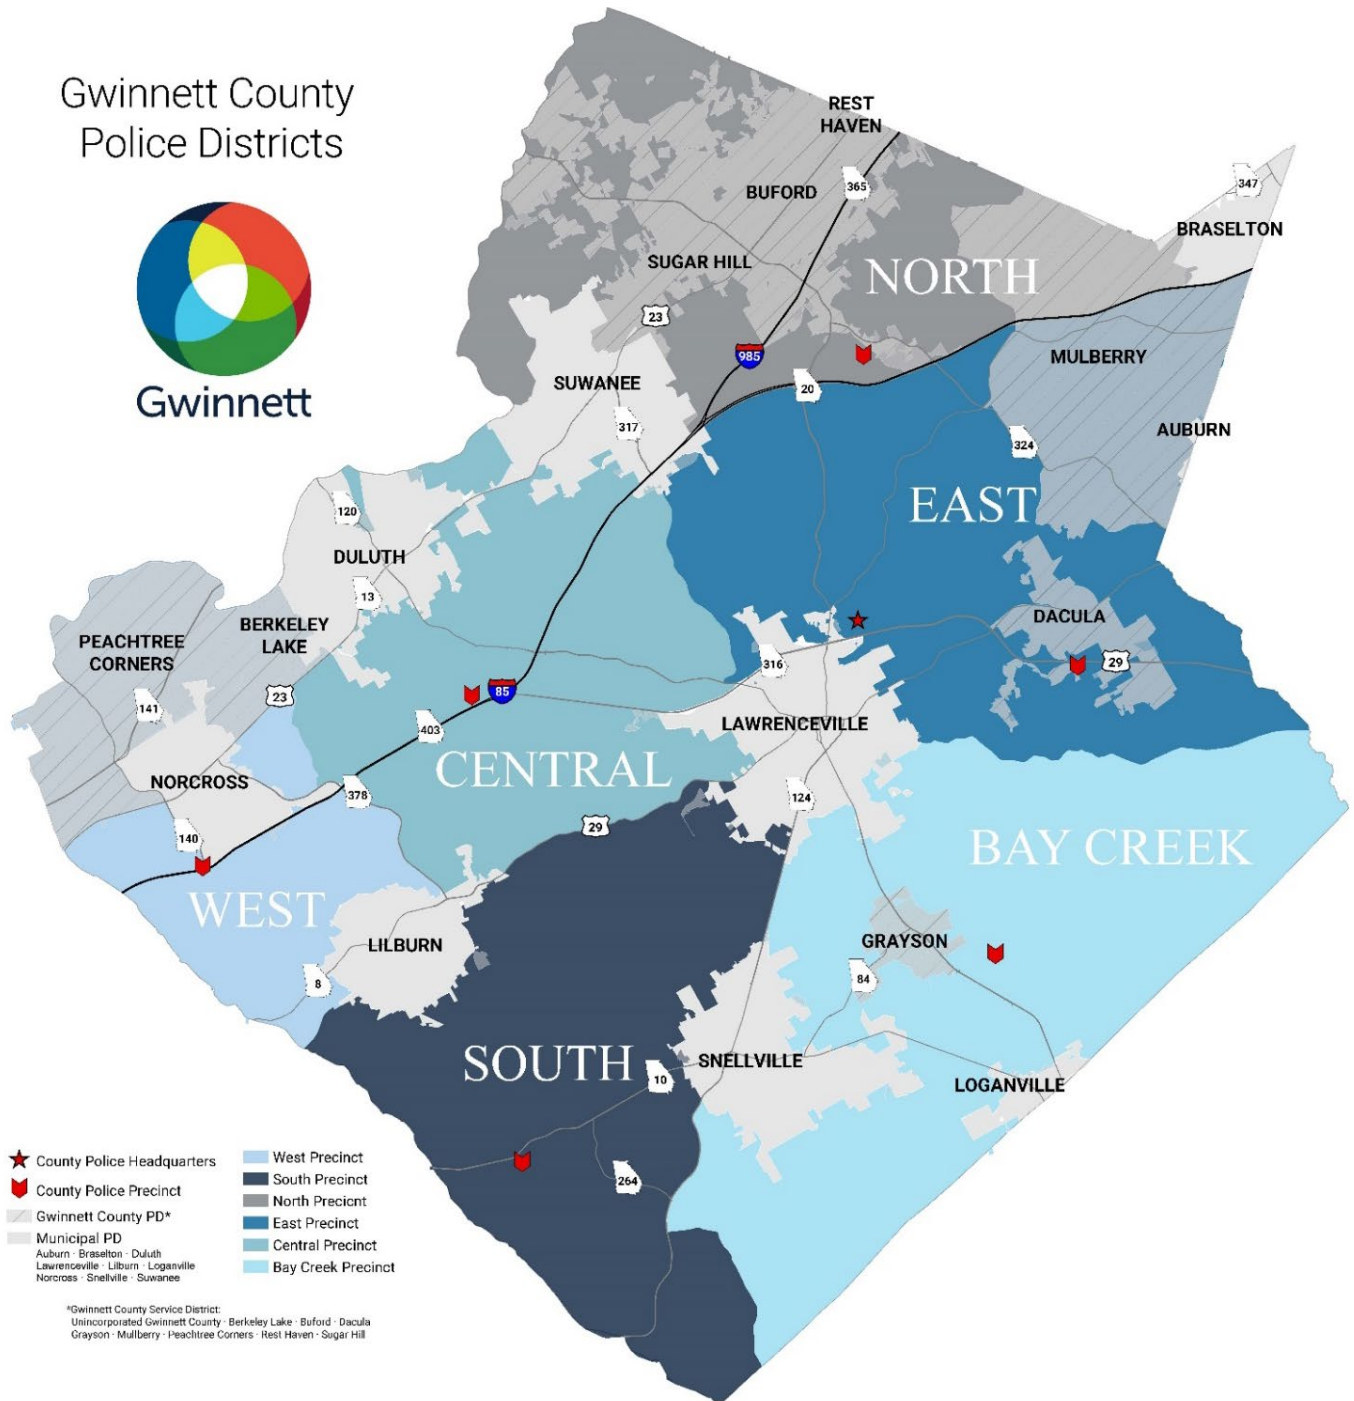 Gwinnett County
Police Districts
Gwinnett
REST
HAVEN
365
BUFORD
347
BRASELTON
SUGAR HILL
NORTH
23
985
MULBERRY
SUWANEE
20
317
AUBURN
324
EAST
120
DULUTH
13
DACULA
BERKELEY
LAKE
PEACHTREE
CORNERS
316
29
23
85
141
403
LAWRENCEVILLE
CENTRAL
NORCROSS
378
124
29
140
BAY CREEK
WEST
LILBURN
GRAYSON
8
84
SOUTH
SNELLVILLE
10
LOGANVILLE
264
County Police Headquarters
County Police Precinct
Gwinnett County PD*
Municipal PD
Auburn · Braselton · Duluth
Lawrenceville · Lilburn · Loganville
Norcross · Snellville · Suwanee
West Precinct
South Precinct
North Precicnt
East Precinct
Central Precinct
Bay Creek Precinct
*Gwinnett County Service District:
Unincorporated Gwinnett County · Berkeley Lake · Buford · Dacula
Grayson · Mullberry · Peachtree Corners · Rest Haven · Sugar Hill